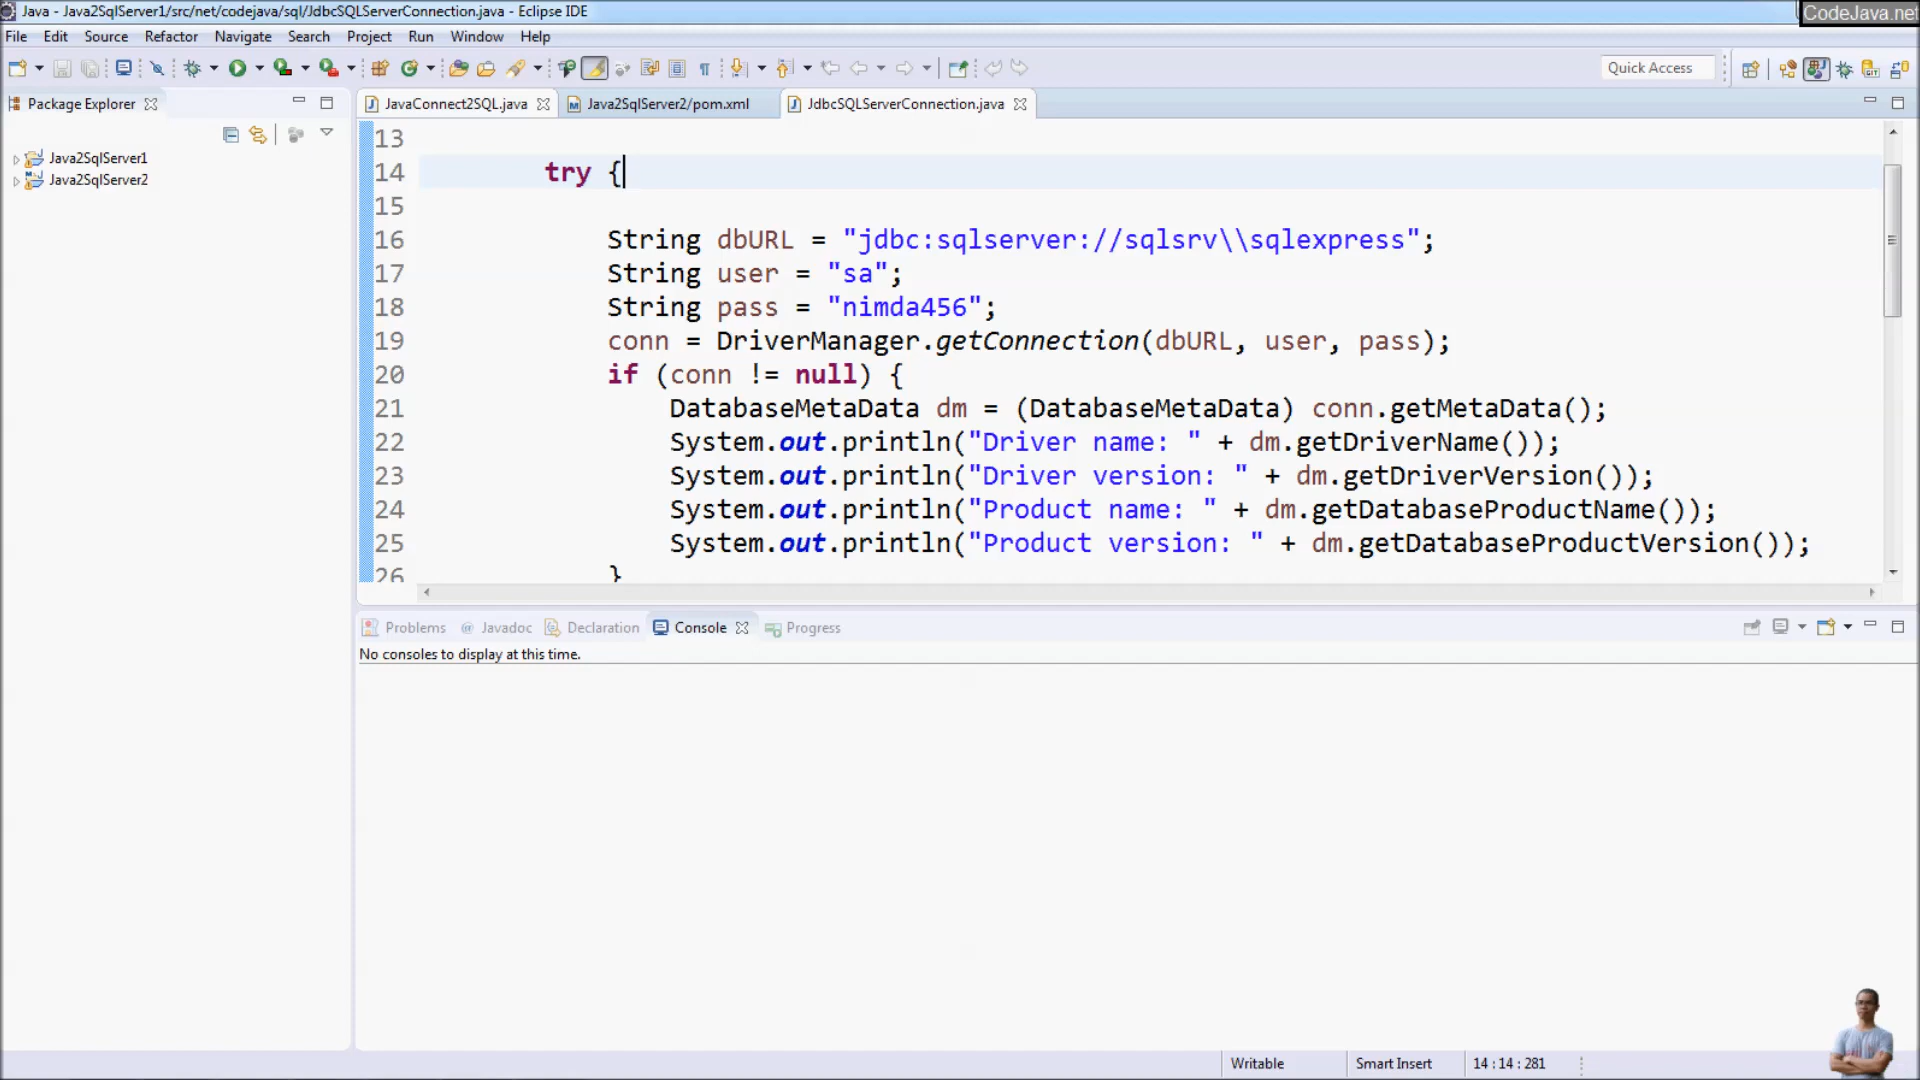 Java - Java2SqlServer1/src/net/codejava/sql/JdbcSQLServerConnection.java - Eclipse IDE
CodeJava.net
File Edit Source Refactor Navigate Search Project Run Window Help
Quick Access
Package Explorer
JavaConnect2SQL.java
Java2SqlServer2/pom.xml
JdbcSQLServerConnection.java
Java2SqlServer1
Java2SqlServer2
13
14 try {
15
16 String dbURL = "jdbc:sqlserver://sqlsrv\\sqlexpress";
17 String user = "sa";
18 String pass = "nimda456";
19 conn = DriverManager.getConnection(dbURL, user, pass);
20 if (conn != null) {
21 DatabaseMetaData dm = (DatabaseMetaData) conn.getMetaData();
22 System.out.println("Driver name: " + dm.getDriverName());
23 System.out.println("Driver version: " + dm.getDriverVersion());
24 System.out.println("Product name: " + dm.getDatabaseProductName());
25 System.out.println("Product version: " + dm.getDatabaseProductVersion());
26 }
Problems @ Javadoc Declaration Console Progress
No consoles to display at this time.
Writable Smart Insert 14 : 14 : 281